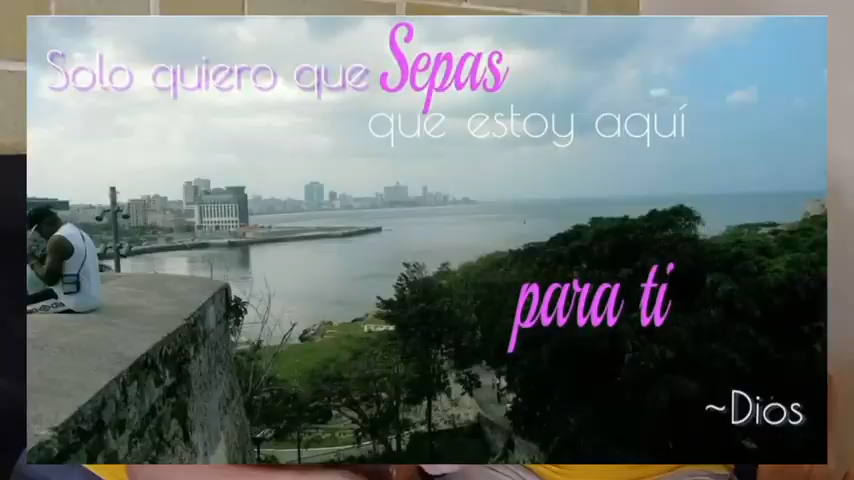 Solo quiero que Sepas
que estoy aquí
para ti
~Dios